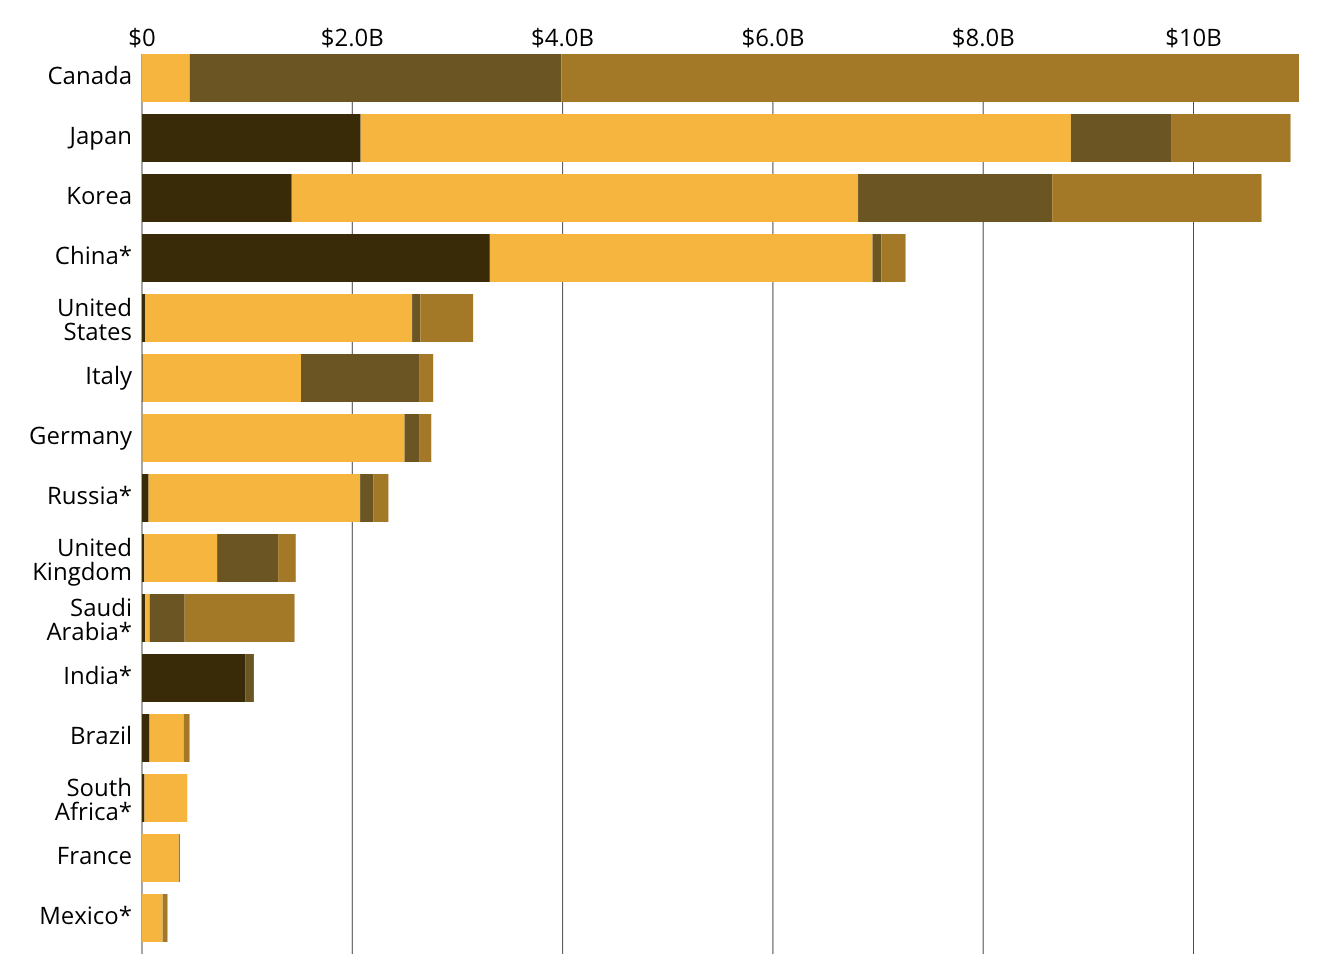 $0 $2.0B $4.0B $6.0B $8.0B $10B
Canada
Japan
Korea
China*
United
States
Italy
Germany
Russia*
United
Kingdom
Saudi
Arabia*
India*
Brazil
South
Africa*
France
Mexico*